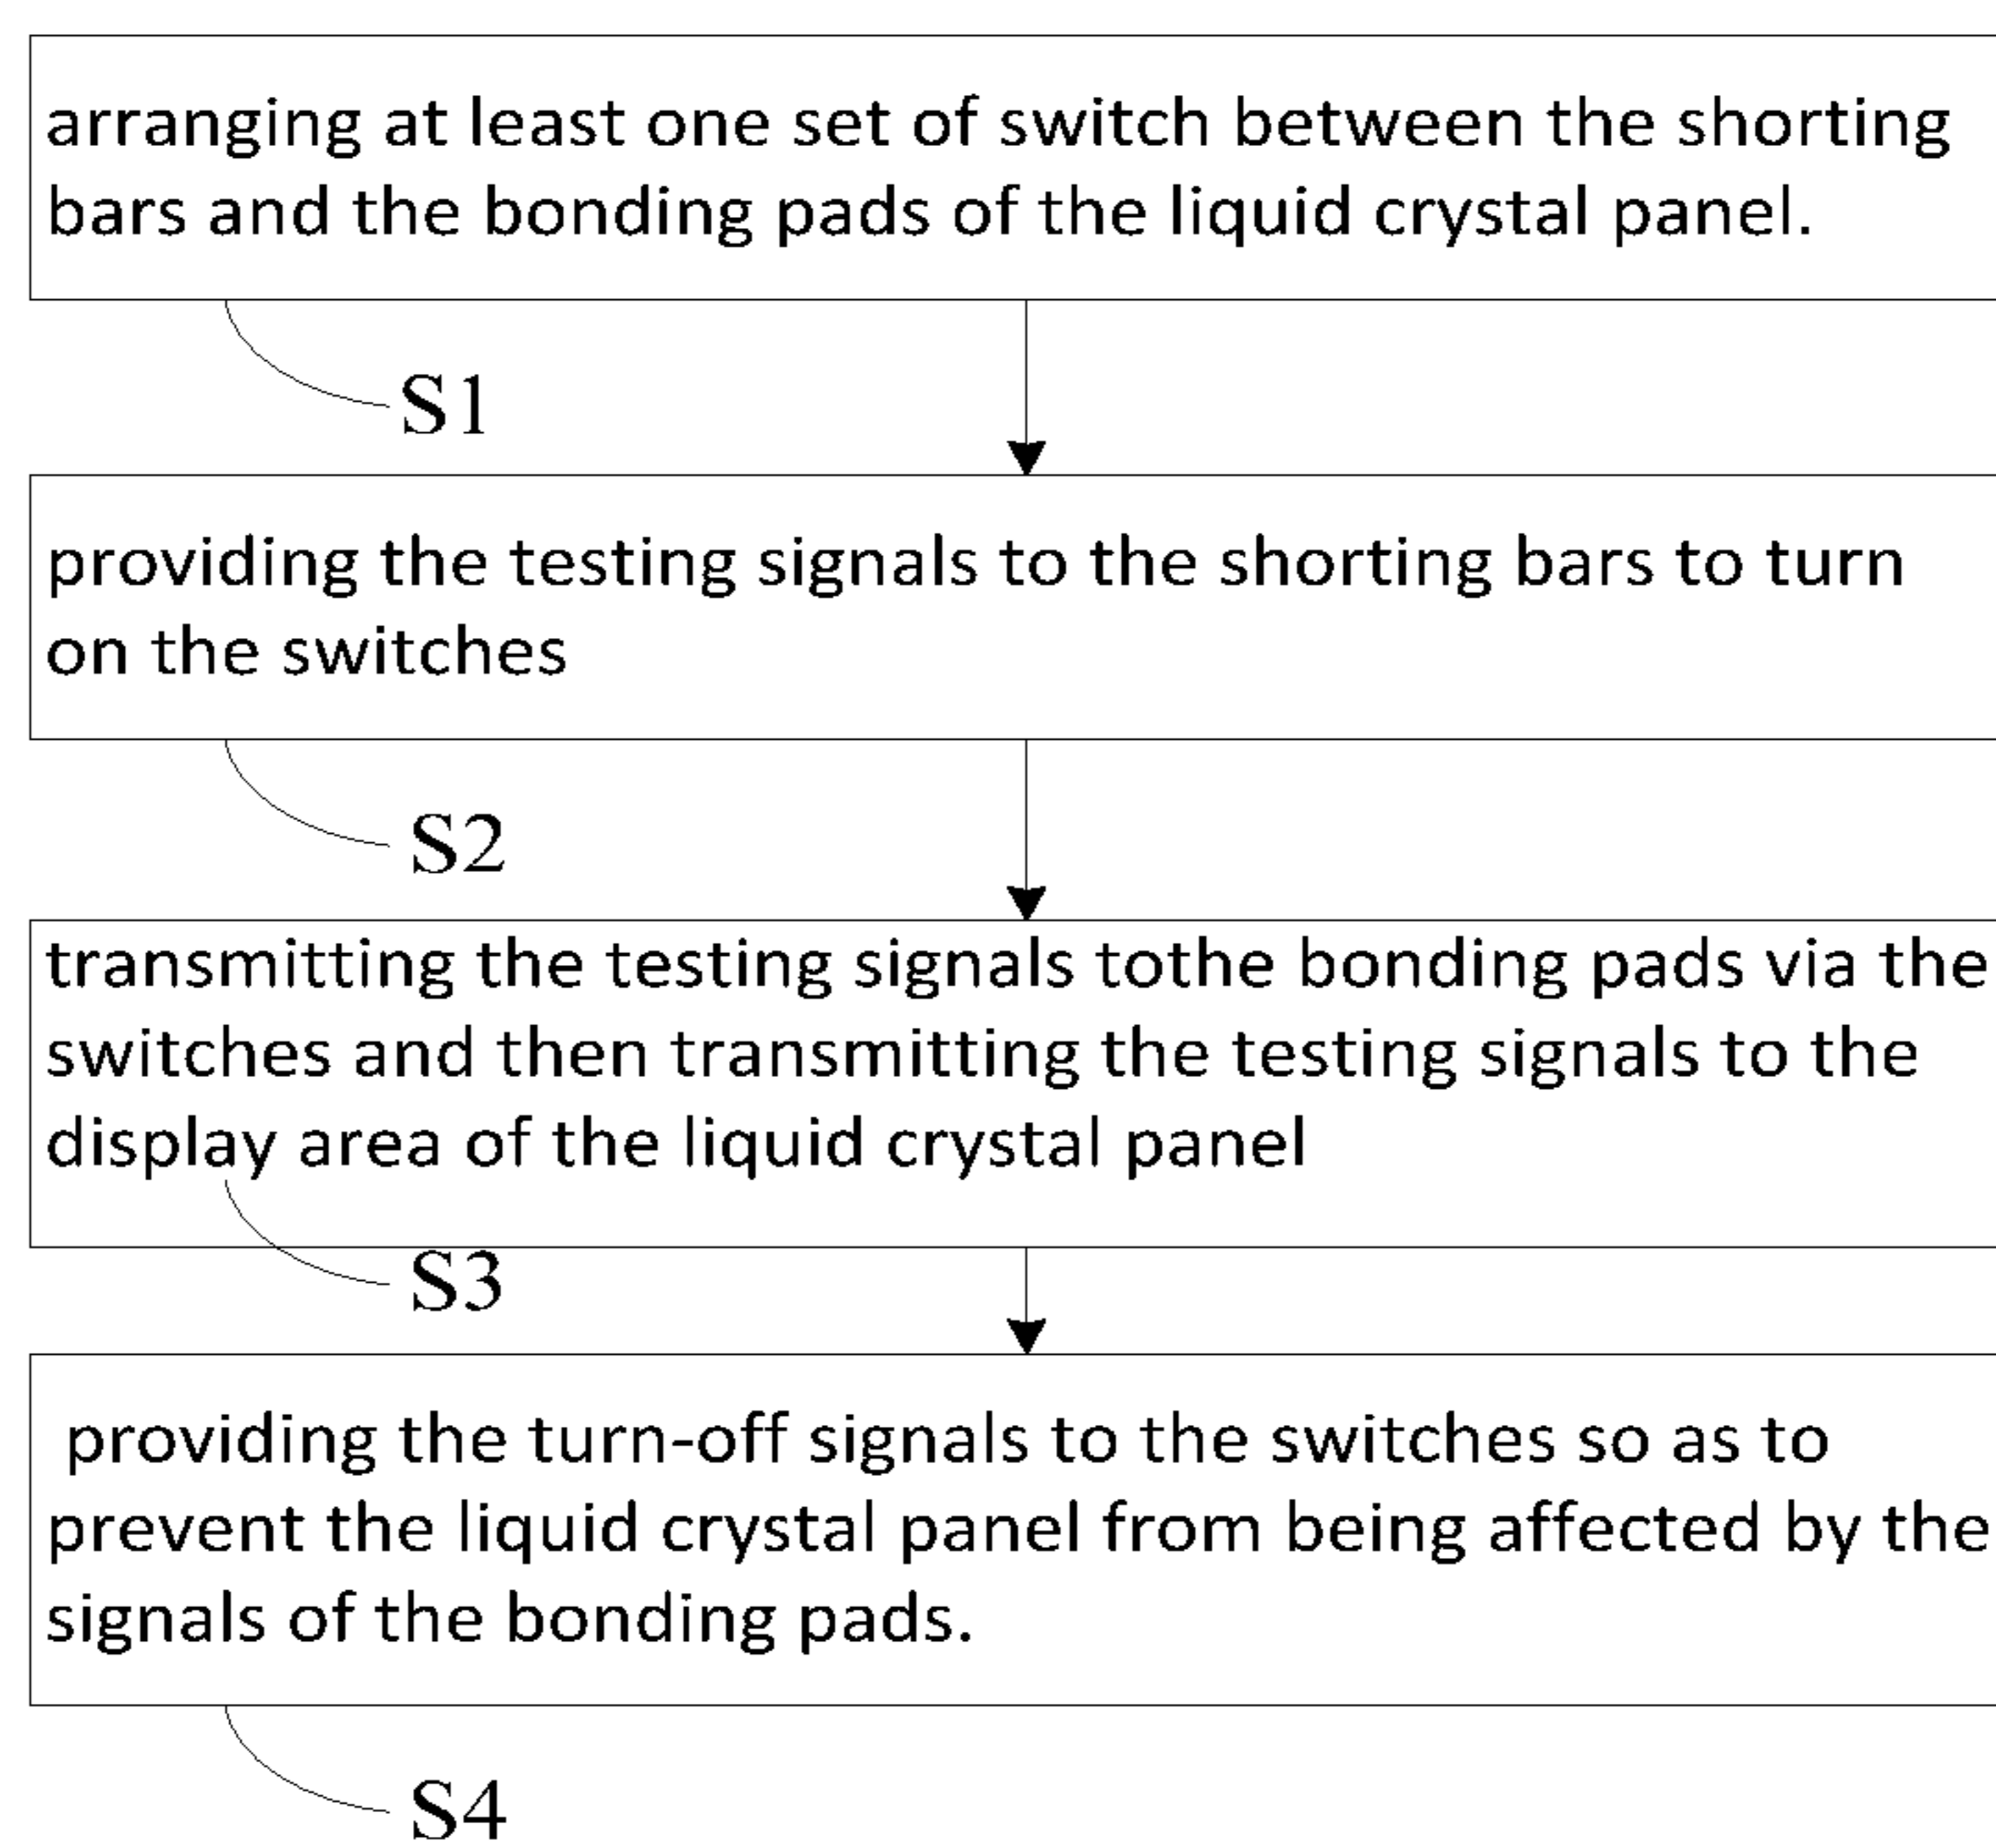 arranging at least one set of switch between the shorting
bars and the bonding pads of the liquid crystal panel.
S1
providing the testing signals to the shorting bars to turn
on the switches
S2
transmitting the testing signals tothe bonding pads via the
switches and then transmitting the testing signals to the
display area of the liquid crystal panel
S3
providing the turn-off signals to the switches so as to
prevent the liquid crystal panel from being affected by the
signals of the bonding pads.
S4